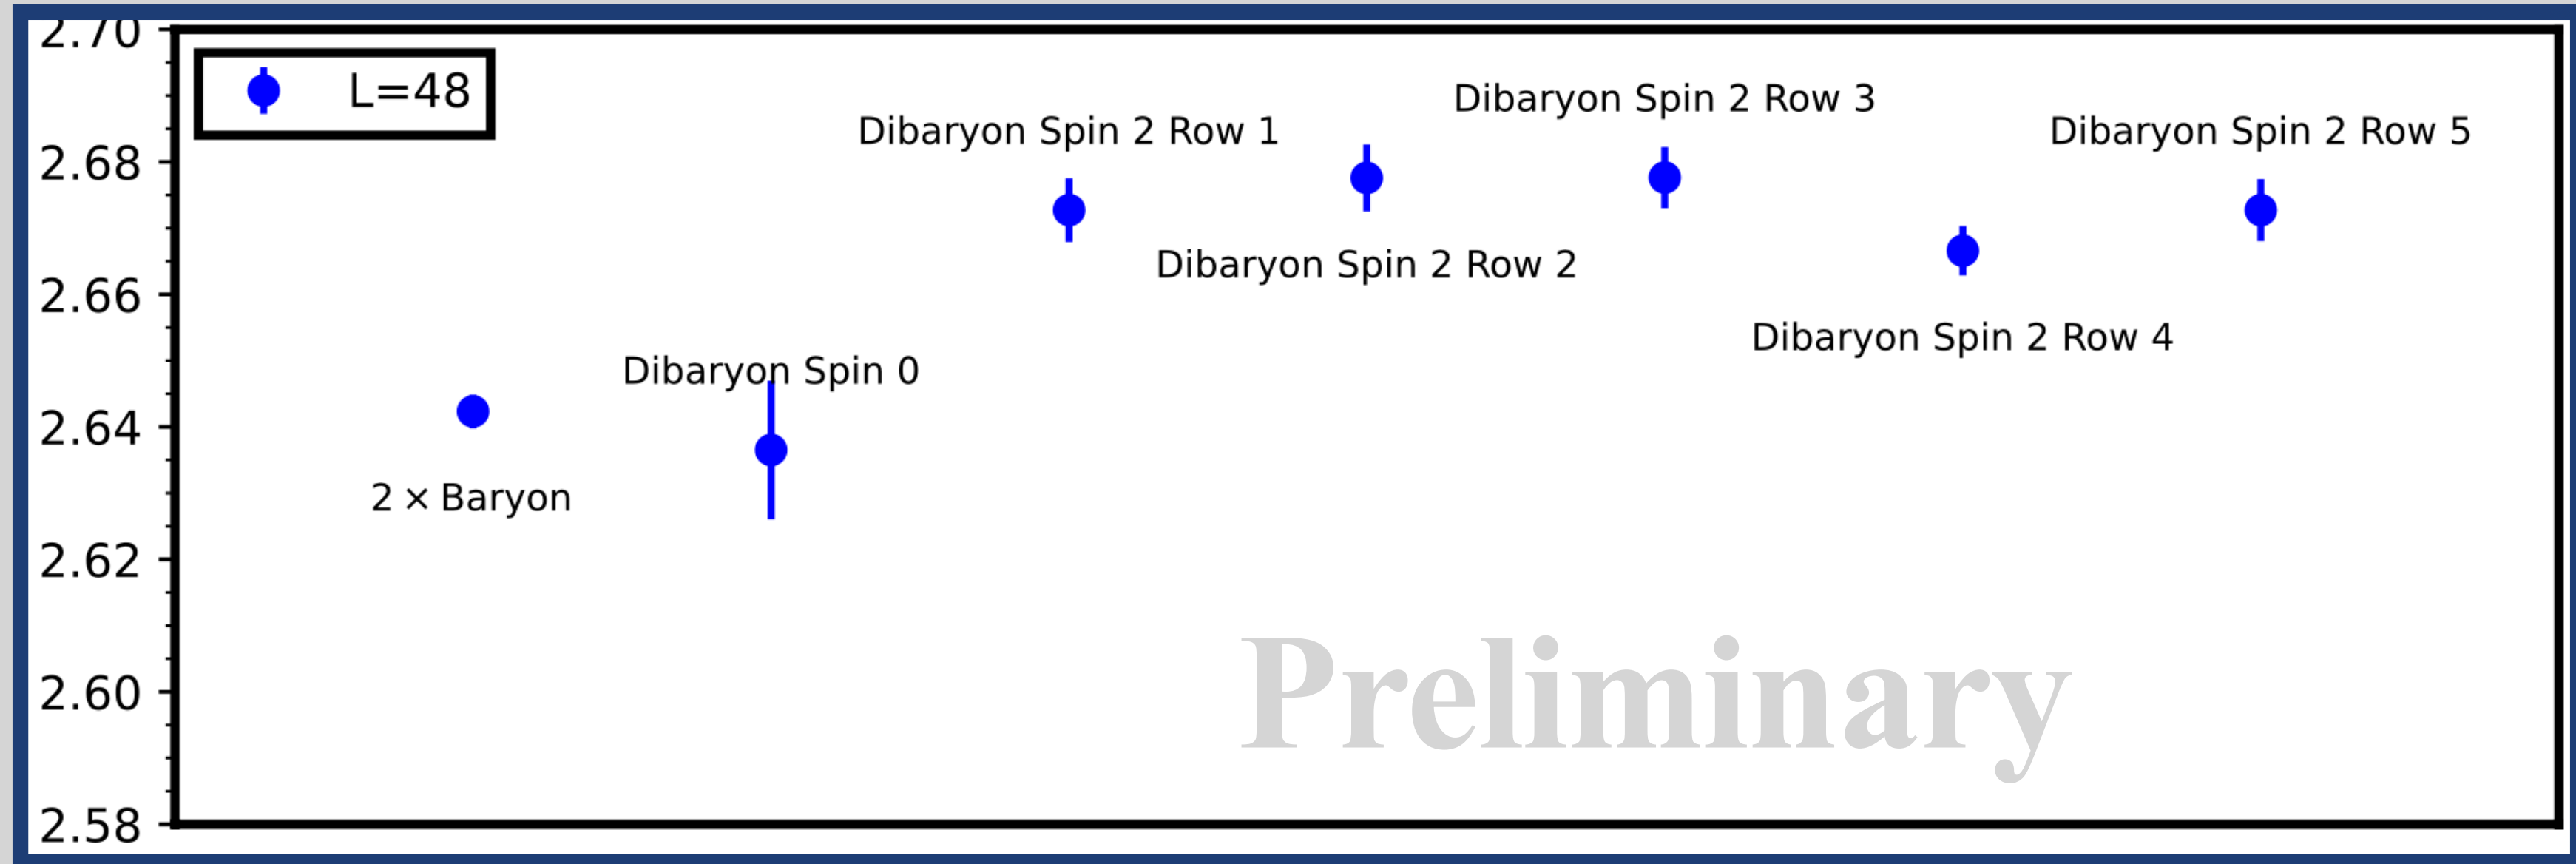 2.70
L=48
Dibaryon Spin 2 Row 3
Dibaryon Spin 2 Row 1
Dibaryon Spin 2 Row 5
2.68
Dibaryon Spin 2 Row 2
2.66
Dibaryon Spin 2 Row 4
Dibaryon Spin 0
2.64
2 × Baryon
2.62
2.60
Preliminary
2.58